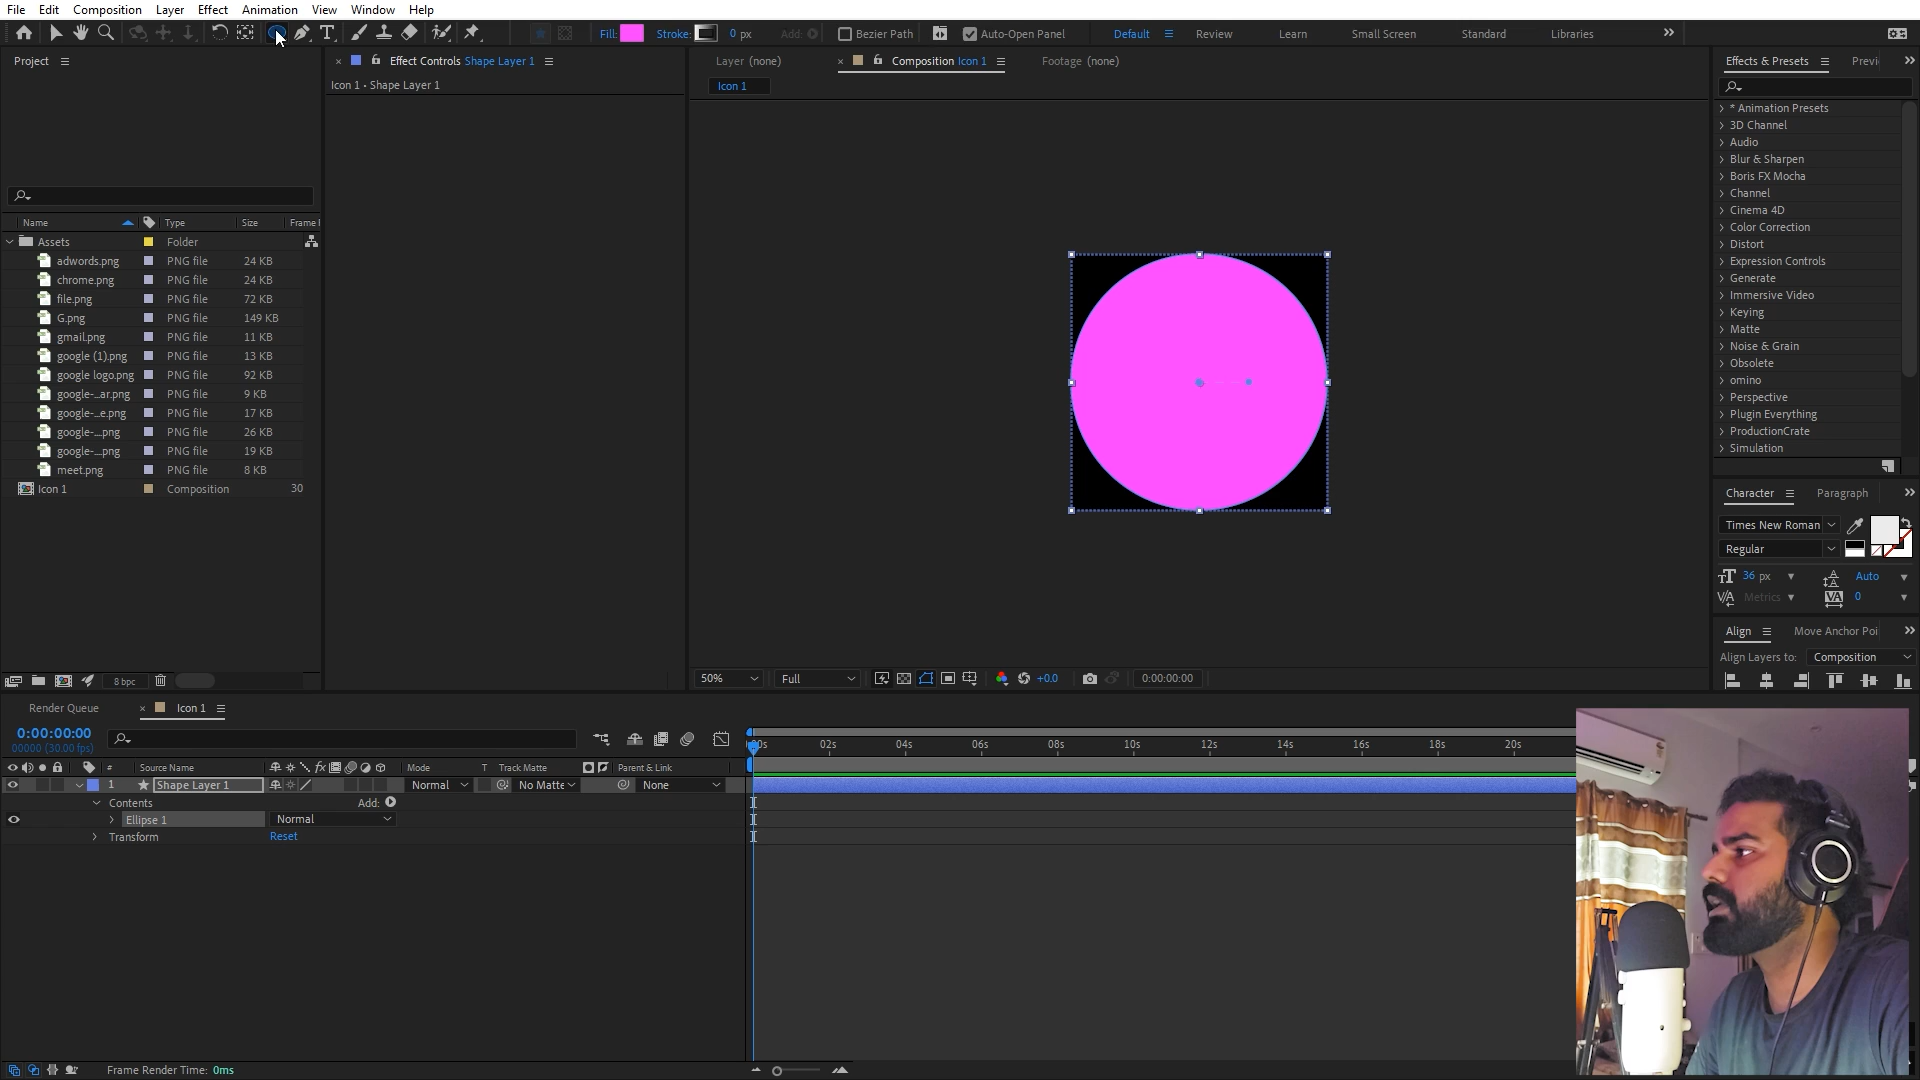 File Edit Composition Layer Effect Animation View Window Help
Fill: Stroke: 0 px Add: Bezier Path Auto-Open Panel Default Review Learn Small Screen Standard Libraries
Project
Effect Controls Shape Layer 1
Icon 1 • Shape Layer 1
Layer (none) Composition Icon 1 Footage (none)
Icon 1
Effects & Presets Previ
* Animation Presets
3D Channel
Audio
Blur & Sharpen
Boris FX Mocha
Channel
Cinema 4D
Color Correction
Distort
Expression Controls
Generate
Immersive Video
Keying
Matte
Noise & Grain
Obsolete
omino
Perspective
Plugin Everything
ProductionCrate
Simulation
Name Type Size Frame
Assets Folder
adwords.png PNG file 24 KB
chrome.png PNG file 24 KB
file.png PNG file 72 KB
G.png PNG file 149 KB
gmail.png PNG file 11 KB
google (1).png PNG file 13 KB
google logo.png PNG file 92 KB
google-...ar.png PNG file 9 KB
google-...e.png PNG file 17 KB
google-....png PNG file 26 KB
google-....png PNG file 19 KB
meet.png PNG file 8 KB
Icon 1 Composition 30
Character Paragraph
Times New Roman
Regular
36 px Auto
Metrics 0
Align Move Anchor Poi
Align Layers to: Composition
8 bpc
50% Full +0.0 0:00:00:00
Render Queue Icon 1
0:00:00:00
00000 (30.00 fps)
00s 02s 04s 06s 08s 10s 12s 14s 16s 18s 20s
# Source Name fx Mode T Track Matte Parent & Link
1 Shape Layer 1 Normal No Matte None
Contents Add:
Ellipse 1 Normal
Transform Reset
Frame Render Time: 0ms